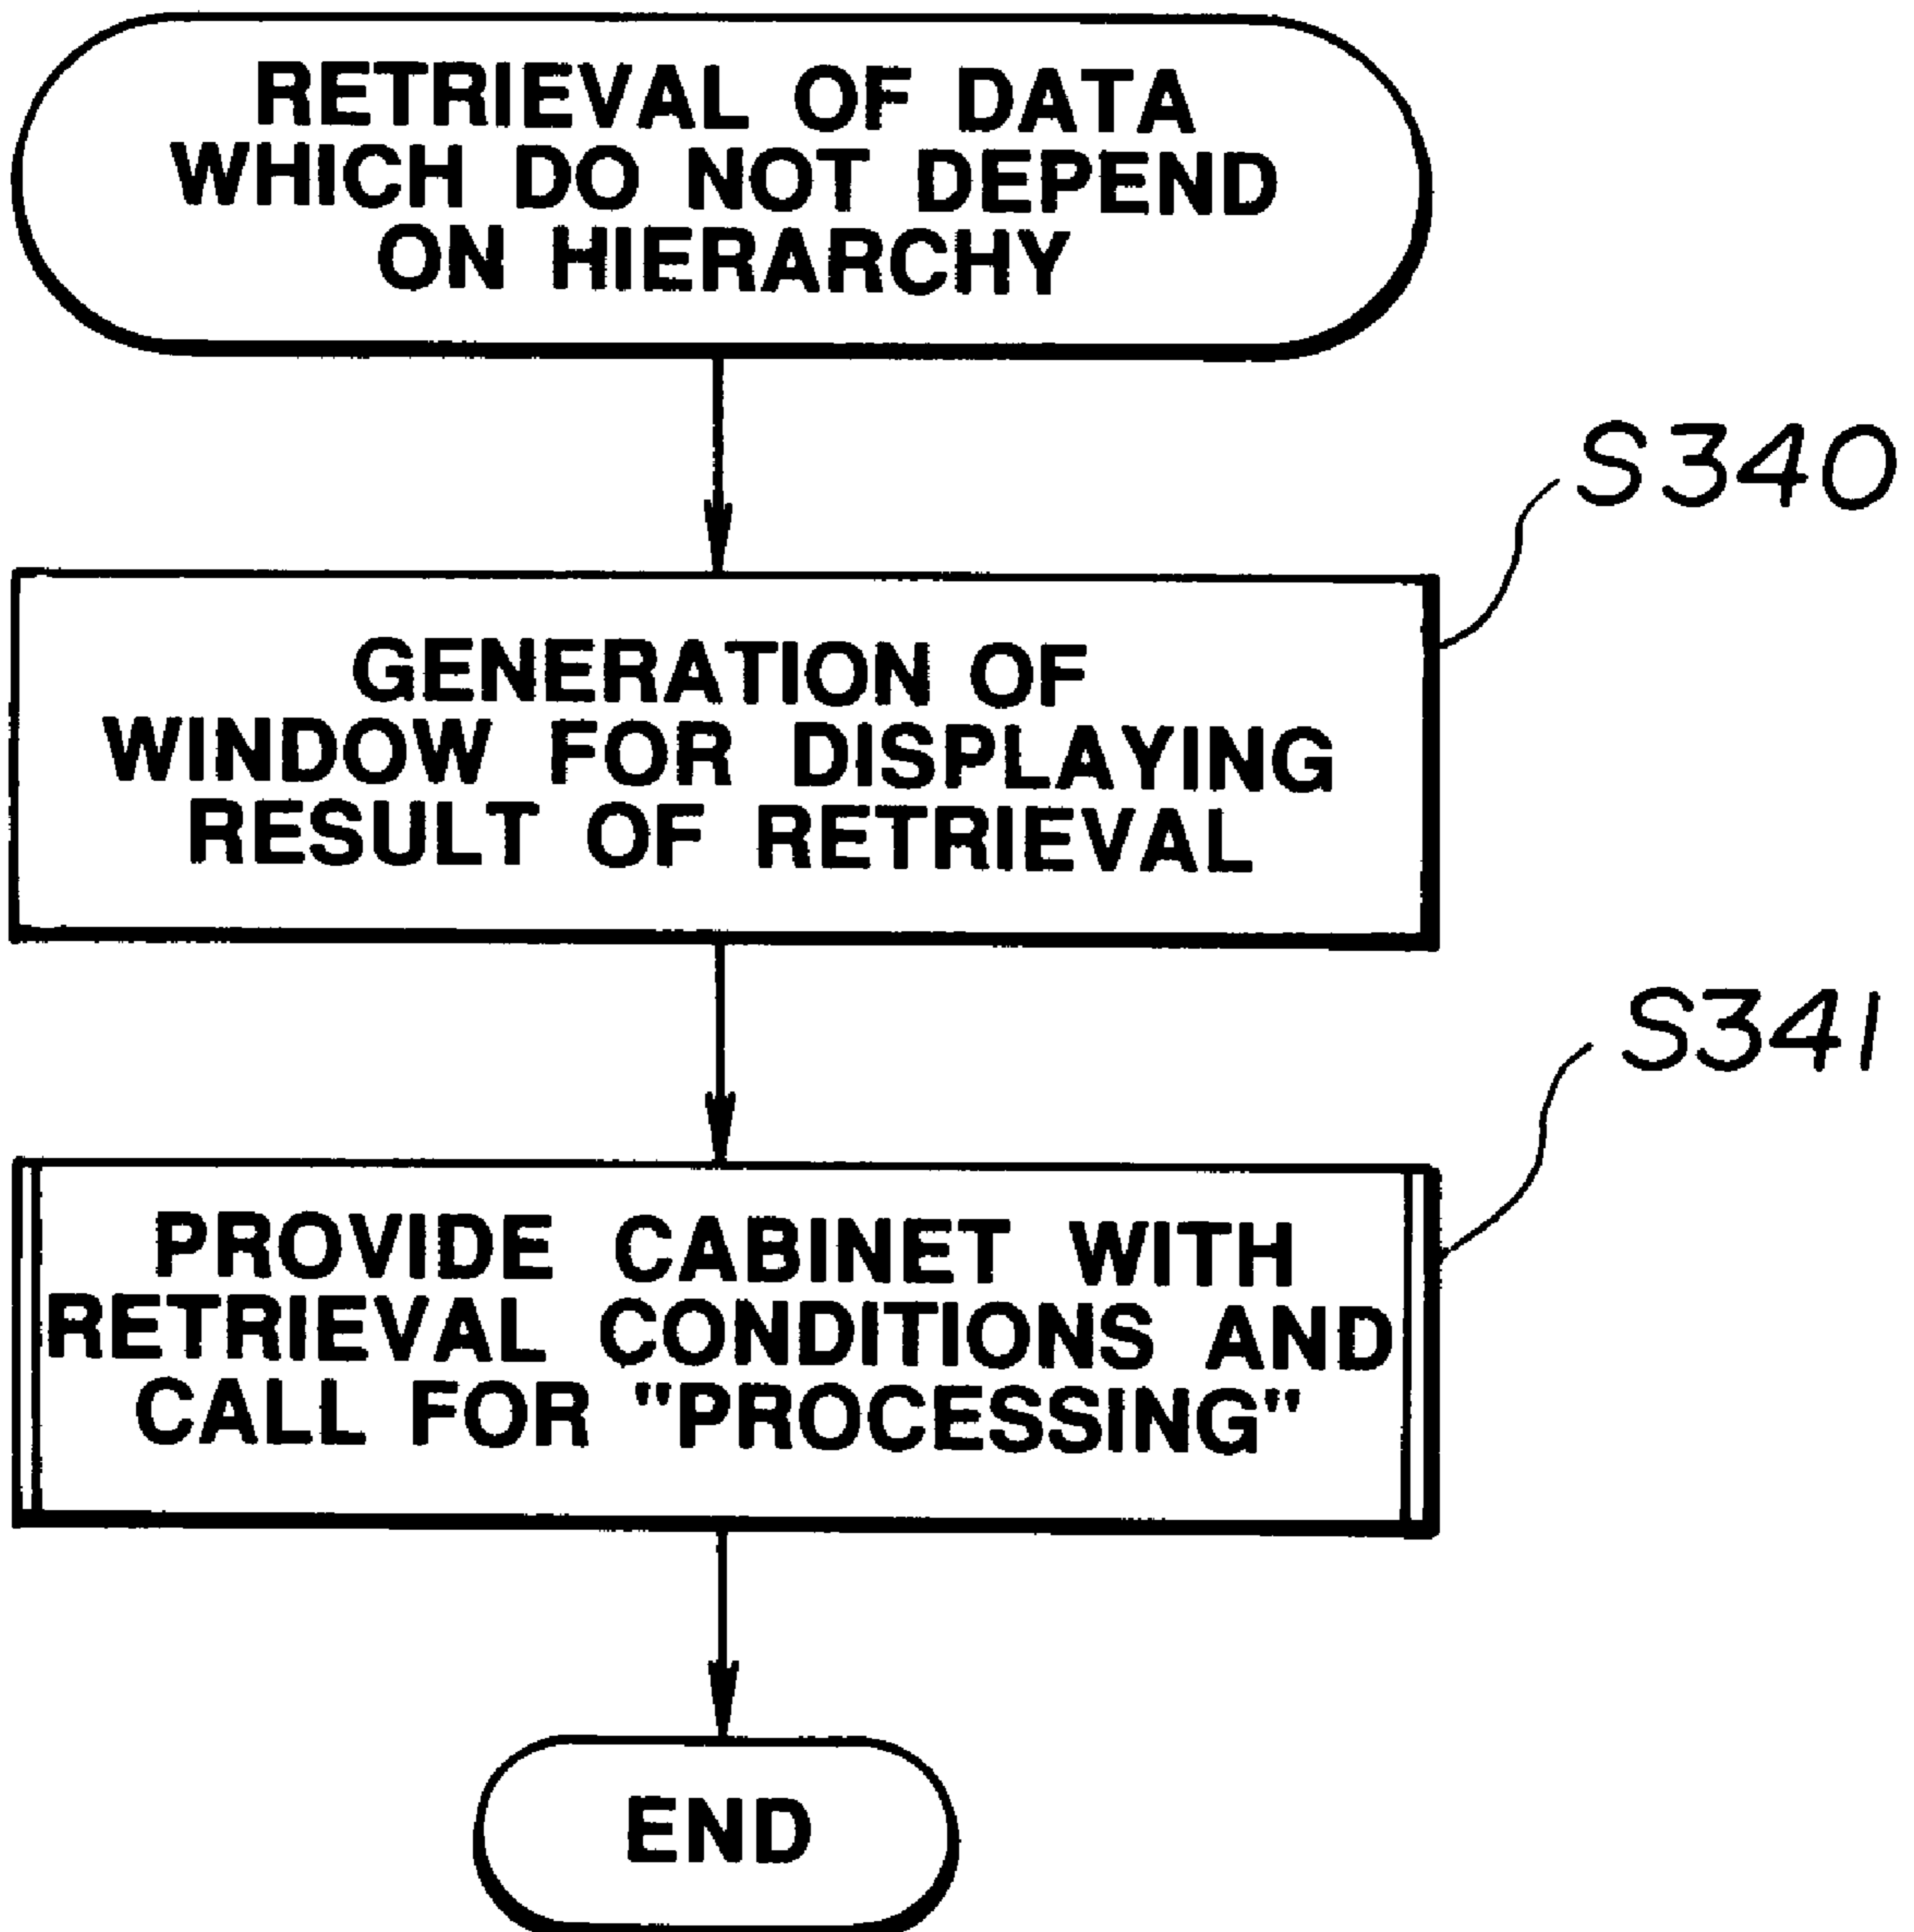 RETRIEVAL OF DATA
WHICH DO NOT DEPEND
ON HIERARCHY
S340
GENERATION OF
WINDOW FOR DISPLAYING
RESULT OF RETRIEVAL
S341
PROVIDE CABINET WITH
RETRIEVAL CONDITIONS AND
CALL FOR "PROCESSING"
END